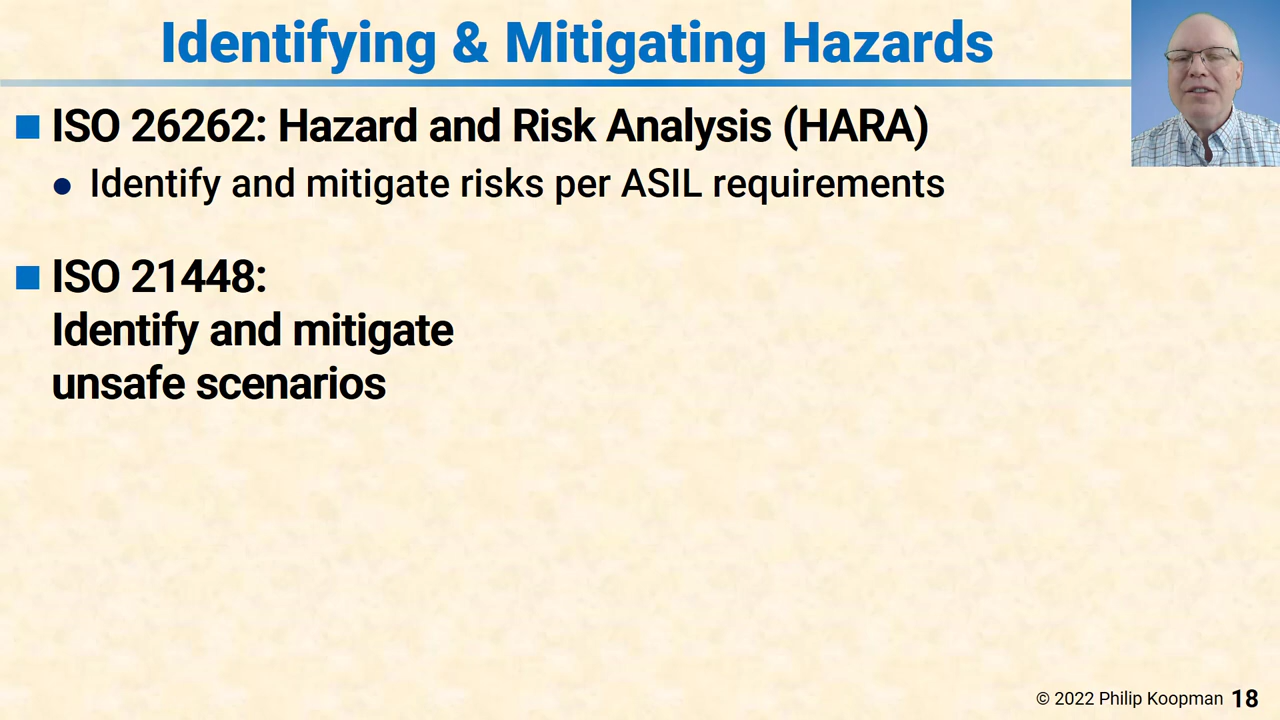 Identifying & Mitigating Hazards
ISO 26262: Hazard and Risk Analysis (HARA)
Identify and mitigate risks per ASIL requirements
ISO 21448:
Identify and mitigate
unsafe scenarios
© 2022 Philip Koopman 18